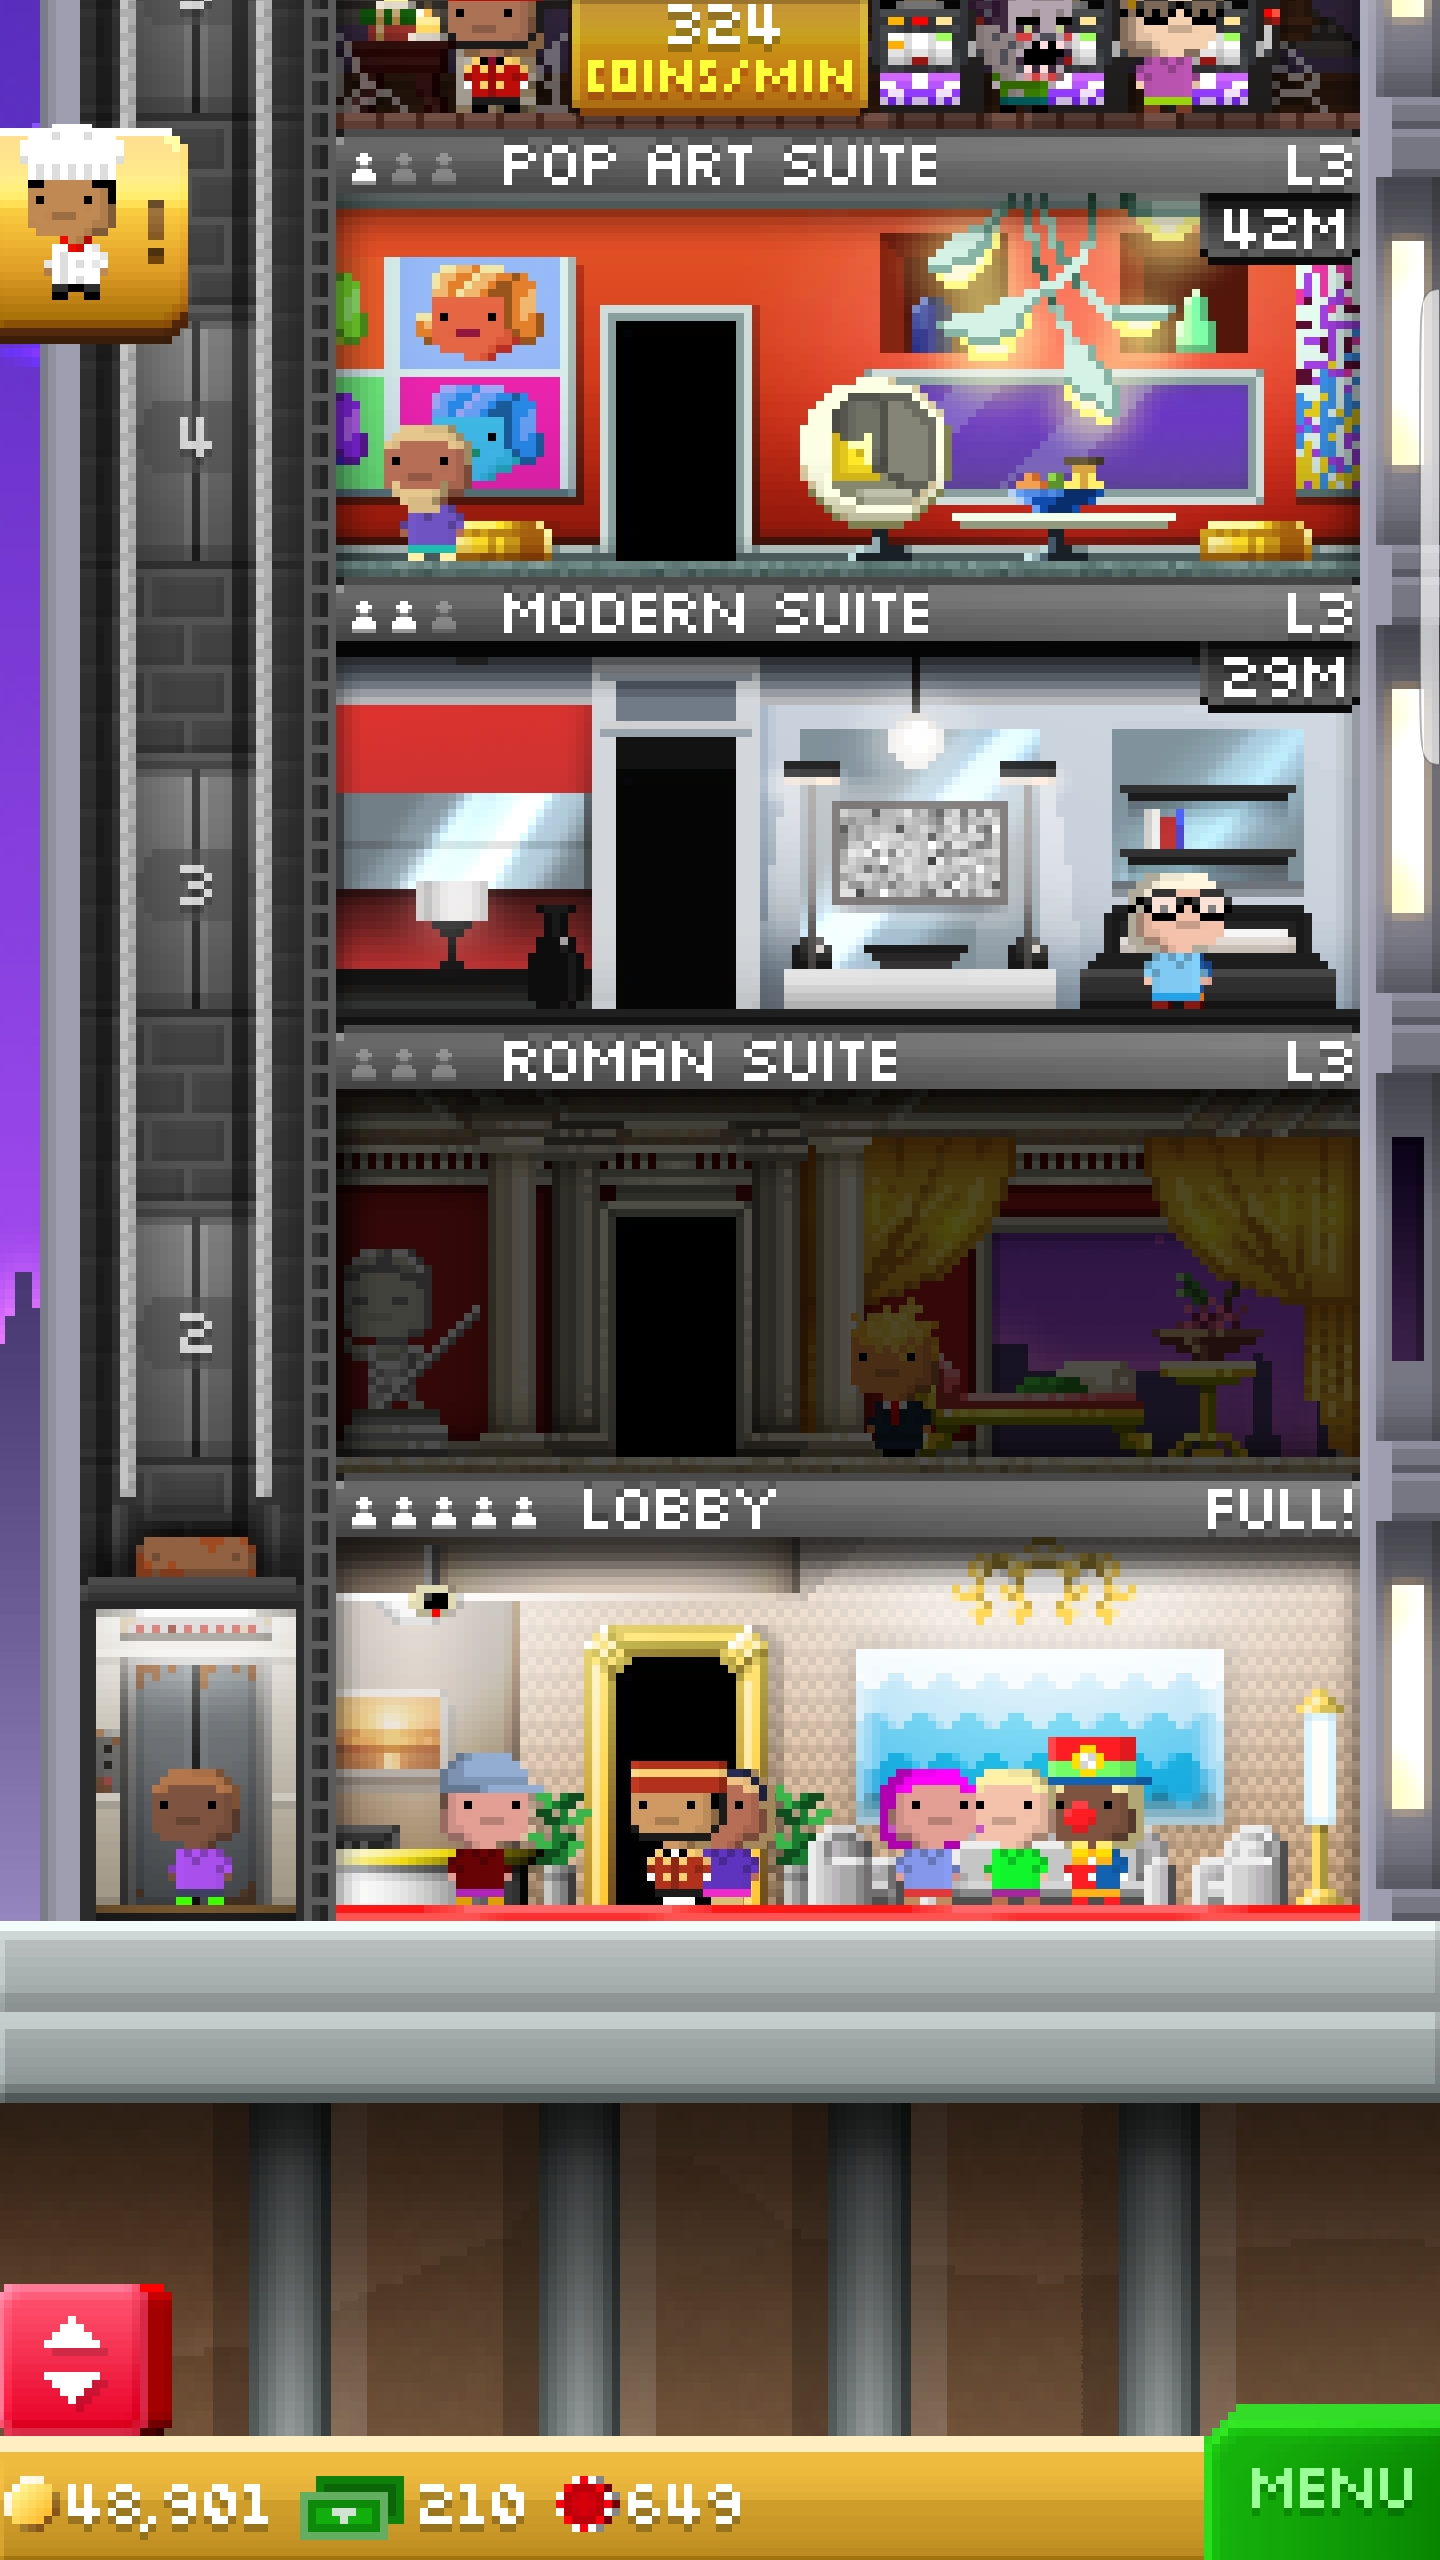 324
COINS/MIN
POP ART SUITE L3
42M
!
4
MODERN SUITE L3
29M
3
ROMAN SUITE L3
2
LOBBY FULL!
48,901 210 649
MENU